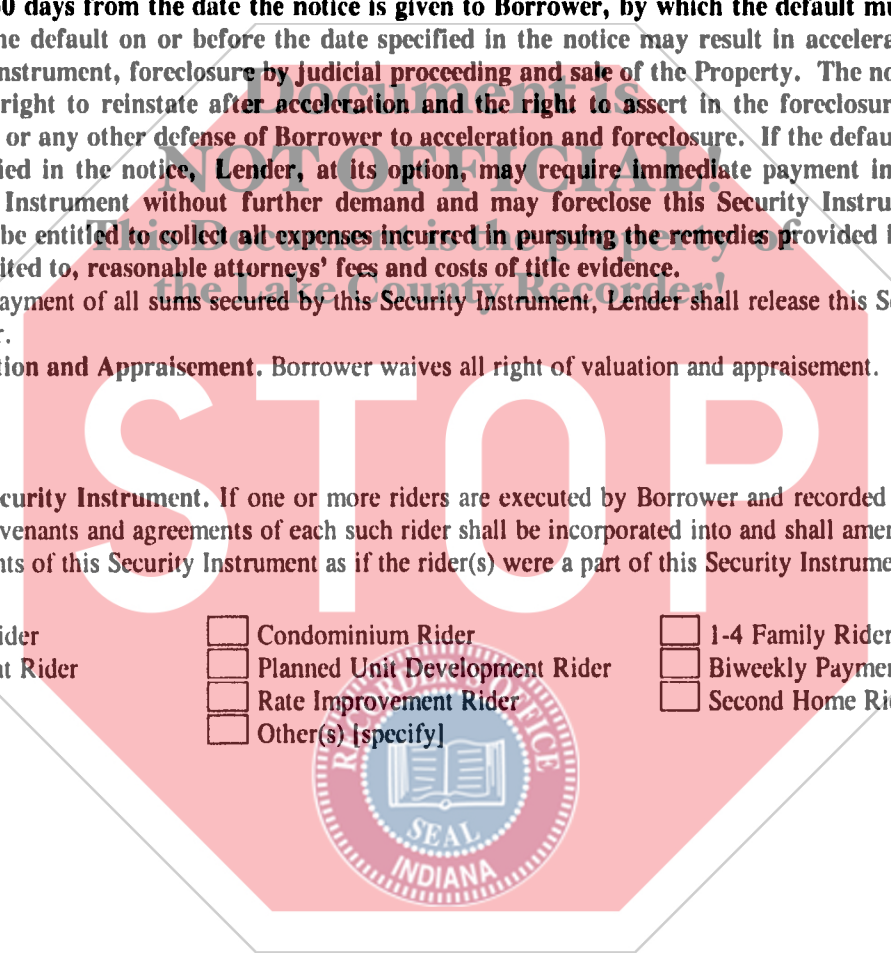 0 days from the date the notice is given to Borrower, by which the default mu
he default on or before the date specified in the notice may result in accelera
nstrument, foreclosure by judicial proceeding and sale of the Property. The no
right to reinstate after acceleration and the right to assert in the foreclosur
or any other defense of Borrower to acceleration and foreclosure. If the defau
ied in the notice, Lender, at its option, may require immediate payment in
Instrument without further demand and may foreclose this Security Instru
be entitled to collect all expenses incurred in pursuing the remedies provided i
ited to, reasonable attorneys' fees and costs of title evidence.
ayment of all sums secured by this Security Instrument, Lender shall release this S
r.
tion and Appraisement. Borrower waives all right of valuation and appraisement.
curity Instrument. If one or more riders are executed by Borrower and recorded
venants and agreements of each such rider shall be incorporated into and shall amen
nts of this Security Instrument as if the rider(s) were a part of this Security Instrume
ider Condominium Rider 1-4 Family Rider
nt Rider Planned Unit Development Rider Biweekly Paymen
Rate Improvement Rider Second Home Ri
Other(s) [specify]
Document is
NOT OFFICIAL!
This Document is the property of
the Lake County Recorder!
STOP
RECORDER'S OFFICE
SEAL
INDIANA